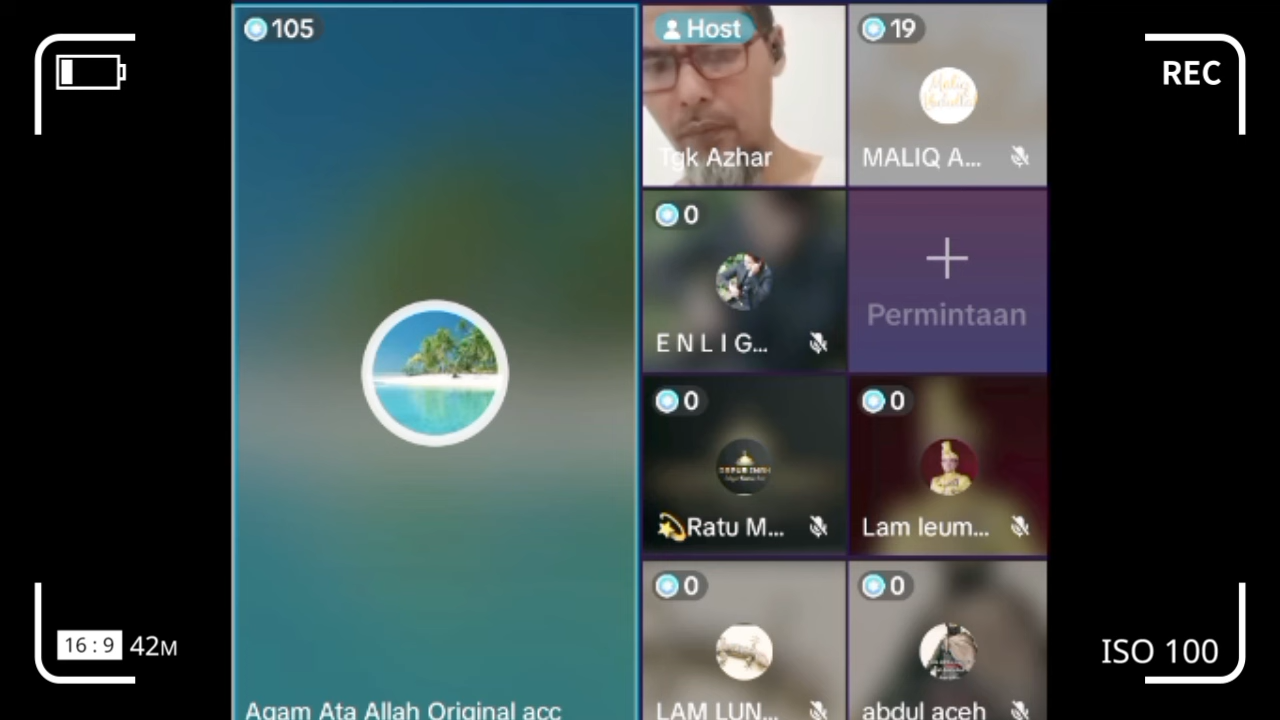 105
Host
19
REC
Tgk Azhar
MALIQ A...
0
E N L I G...
Permintaan
0
0
💫Ratu M...
Lam leum...
0
0
16:9 42M
ISO 100
Agam Ata Allah Original acc
LAM LUN...
abdul aceh